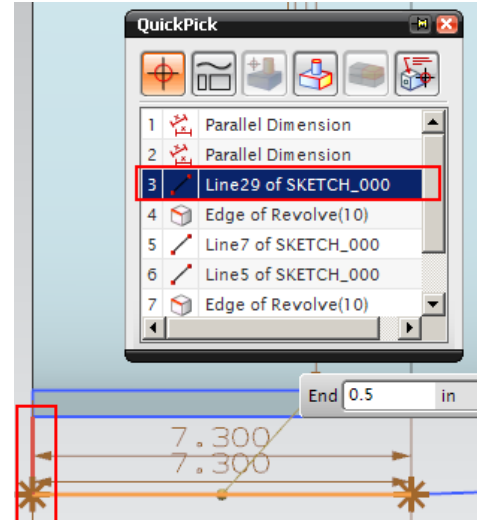 QuickPick
1 Parallel Dimension
2 Parallel Dimension
3 Line29 of SKETCH_000
4 Edge of Revolve(10)
5 Line7 of SKETCH_000
6 Line5 of SKETCH_000
7 Edge of Revolve(10)
End 0.5 in
7.300
7.300